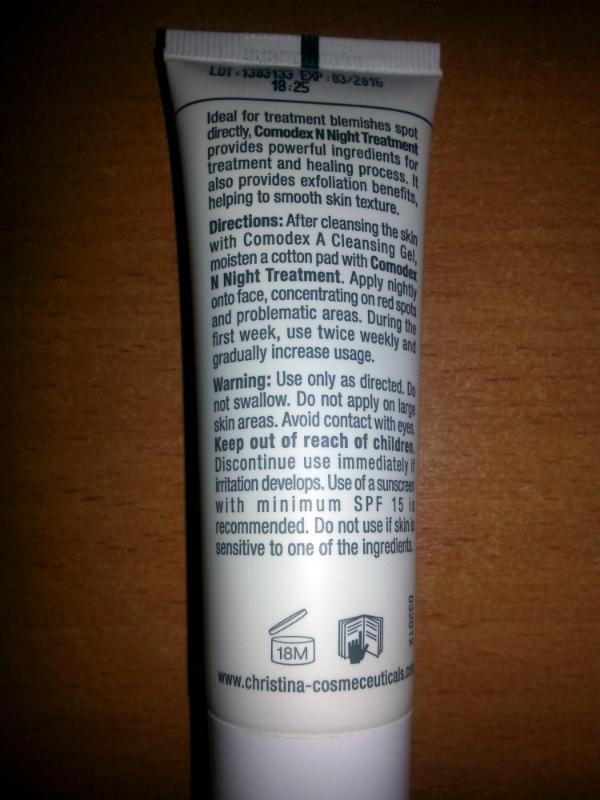 LOT:1303133 EXP:03/2016
18:25
Ideal for treatment blemishes spot
directly, Comodex N Night Treatment
provides powerful ingredients for
treatment and healing process. It
also provides exfoliation benefits,
helping to smooth skin texture.
Directions: After cleansing the skin
with Comodex A Cleansing Gel,
moisten a cotton pad with Comodex
N Night Treatment. Apply nightly
onto face, concentrating on red spots
and problematic areas. During the
first week, use twice weekly and
gradually increase usage.
Warning: Use only as directed. Do
not swallow. Do not apply on large
skin areas. Avoid contact with eyes.
Keep out of reach of children.
Discontinue use immediately if
irritation develops. Use of a sunscreen
with minimum SPF 15 is
recommended. Do not use if skin is
sensitive to one of the ingredients.
032012
18M
www.christina-cosmeceuticals.com